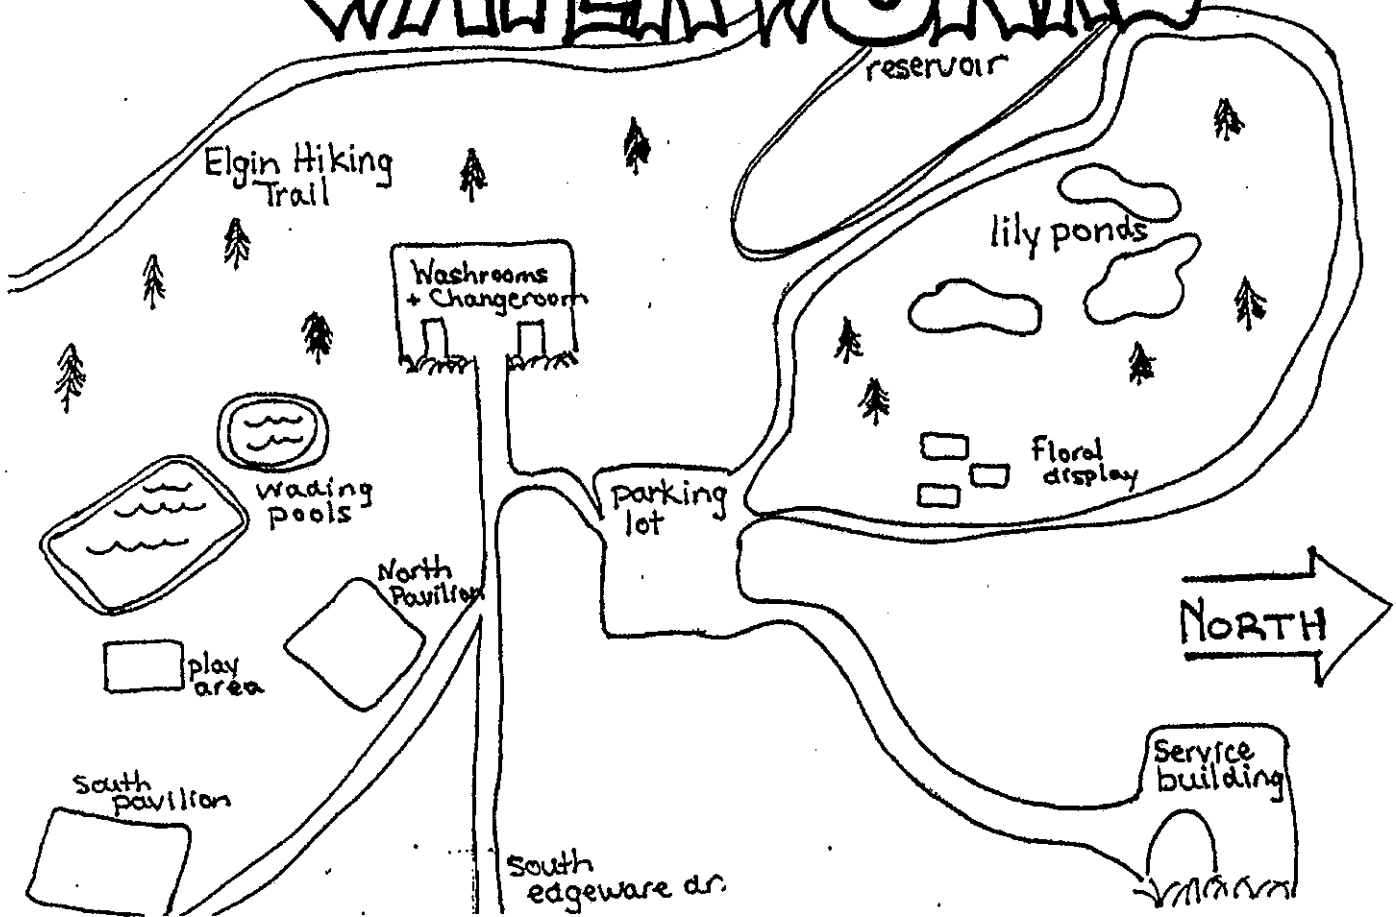 WATERWORKS
reservoir
Elgin Hiking
Trail
lily ponds
Washrooms
+ Changeroom
Floral
display
wading
pools
parking
lot
North
Pavilion
NORTH
play
area
Service
building
South
pavilion
South
edgeware dr.